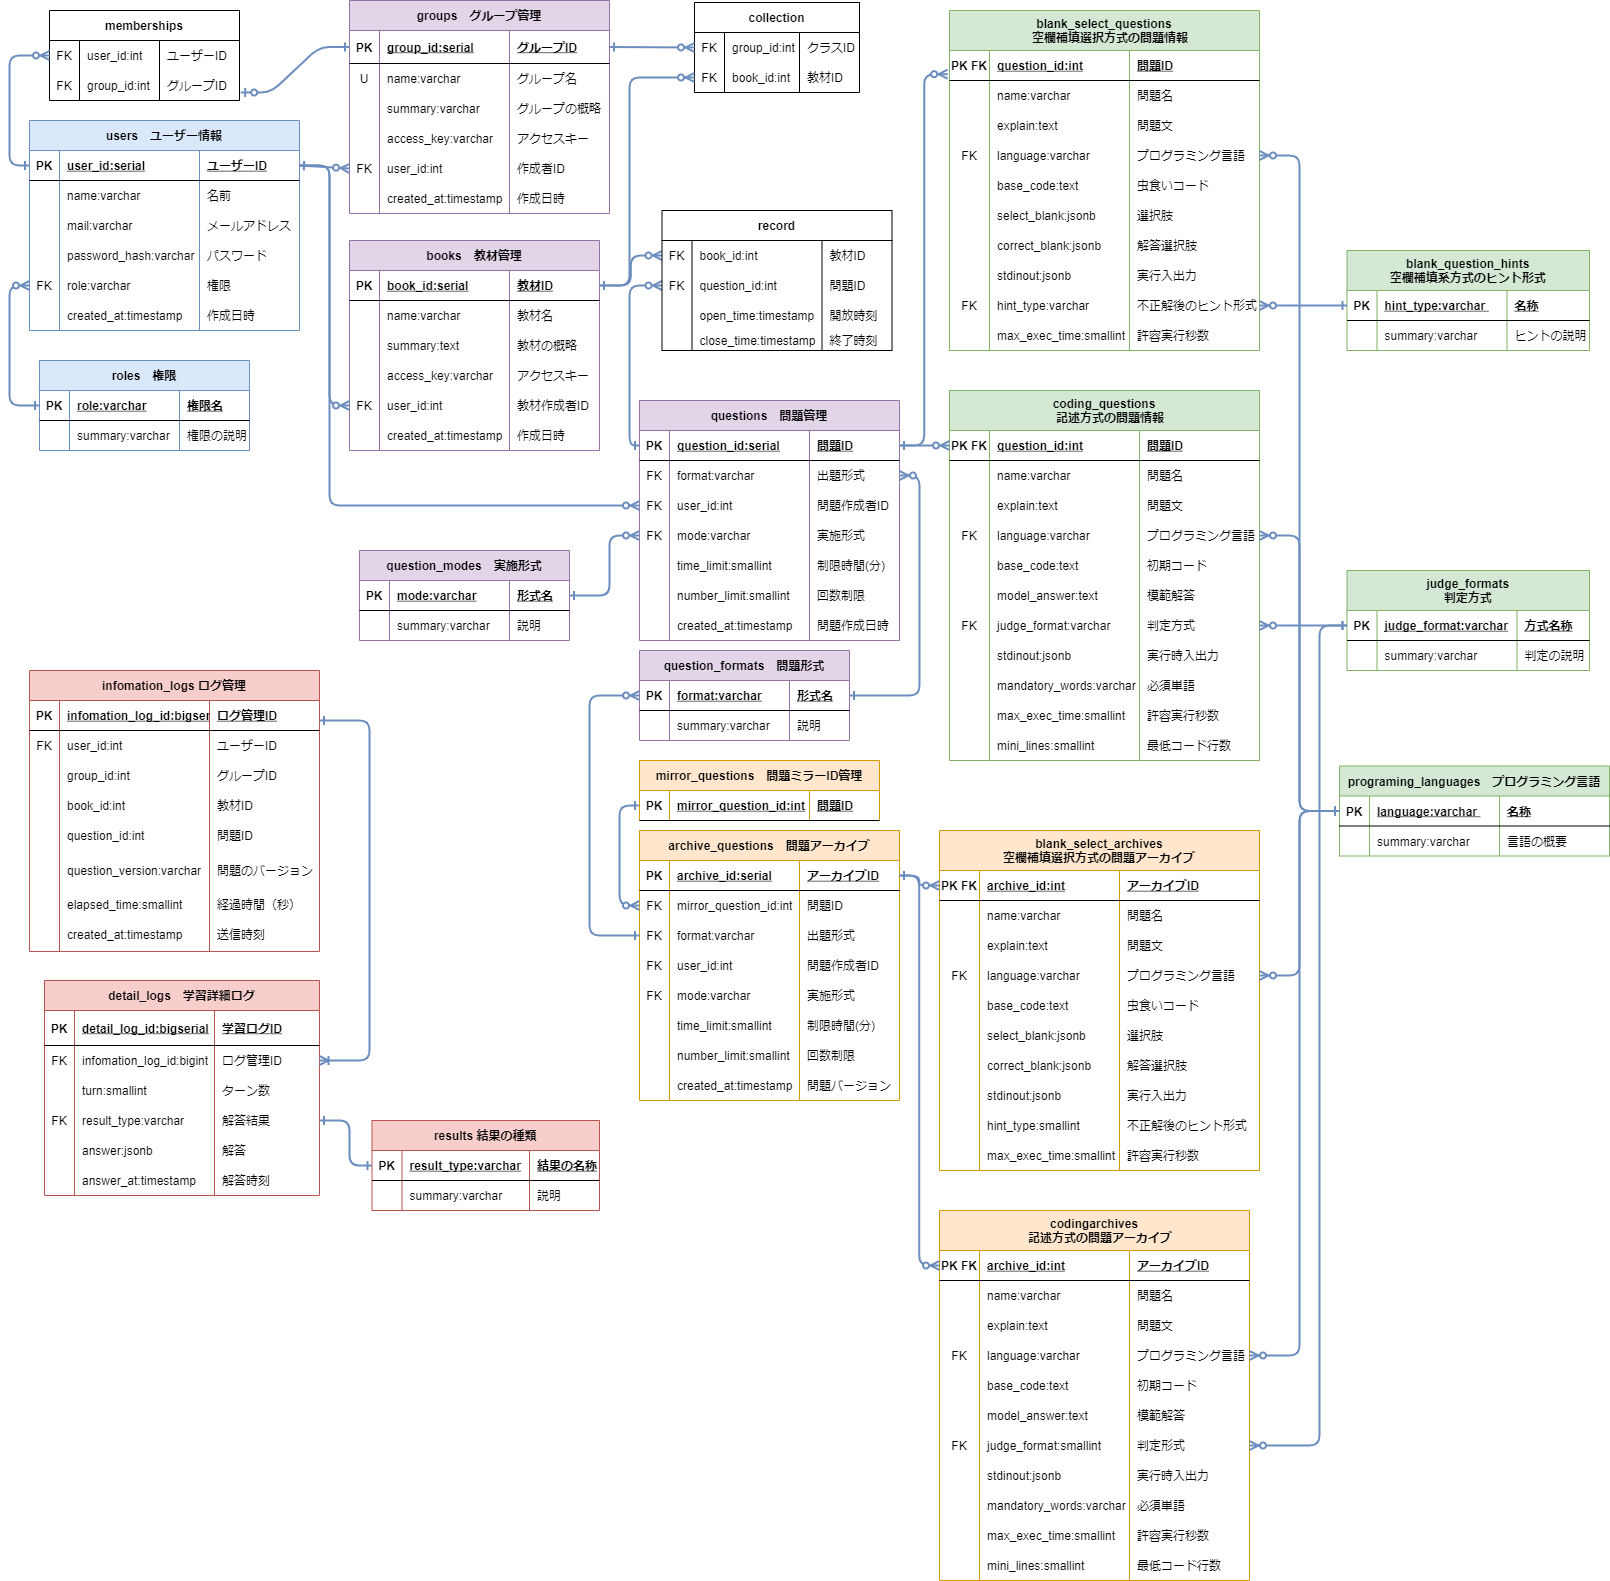 memberships
FK user_id:int ユーザーID
FK group_id:int グループID
groups　グループ管理
PK group_id:serial グループID
U name:varchar グループ名
summary:varchar グループの概略
access_key:varchar アクセスキー
FK user_id:int 作成者ID
created_at:timestamp 作成日時
collection
FK group_id:int クラスID
FK book_id:int 教材ID
blank_select_questions
空欄補填選択方式の問題情報
PK FK question_id:int 問題ID
name:varchar 問題名
explain:text 問題文
FK language:varchar プログラミング言語
base_code:text 虫食いコード
select_blank:jsonb 選択肢
correct_blank:jsonb 解答選択肢
stdinout:jsonb 実行入出力
FK hint_type:varchar 不正解後のヒント形式
max_exec_time:smallint 許容実行秒数
users　ユーザー情報
PK user_id:serial ユーザーID
name:varchar 名前
mail:varchar メールアドレス
password_hash:varchar パスワード
FK role:varchar 権限
created_at:timestamp 作成日時
books　教材管理
PK book_id:serial 教材ID
name:varchar 教材名
summary:text 教材の概略
access_key:varchar アクセスキー
FK user_id:int 教材作成者ID
created_at:timestamp 作成日時
record
FK book_id:int 教材ID
FK question_id:int 問題ID
open_time:timestamp 開放時刻
close_time:timestamp 終了時刻
blank_question_hints
空欄補填系方式のヒント形式
PK hint_type:varchar 名称
summary:varchar ヒントの説明
roles　権限
PK role:varchar 権限名
summary:varchar 権限の説明
questions　問題管理
PK question_id:serial 問題ID
FK format:varchar 出題形式
FK user_id:int 問題作成者ID
FK mode:varchar 実施形式
time_limit:smallint 制限時間(分)
number_limit:smallint 回数制限
created_at:timestamp 問題作成日時
coding_questions
記述方式の問題情報
PK FK question_id:int 問題ID
name:varchar 問題名
explain:text 問題文
FK language:varchar プログラミング言語
base_code:text 初期コード
model_answer:text 模範解答
FK judge_format:varchar 判定方式
stdinout:jsonb 実行時入出力
mandatory_words:varchar 必須単語
max_exec_time:smallint 許容実行秒数
mini_lines:smallint 最低コード行数
question_modes　実施形式
PK mode:varchar 形式名
summary:varchar 説明
judge_formats
判定方式
PK judge_format:varchar 方式名称
summary:varchar 判定の説明
question_formats　問題形式
PK format:varchar 形式名
summary:varchar 説明
infomation_logs ログ管理
PK infomation_log_id:bigser ログ管理ID
FK user_id:int ユーザーID
group_id:int グループID
book_id:int 教材ID
question_id:int 問題ID
question_version:varchar 問題のバージョン
elapsed_time:smallint 経過時間（秒）
created_at:timestamp 送信時刻
mirror_questions　問題ミラーID管理
PK mirror_question_id:int 問題ID
programing_languages　プログラミング言語
PK language:varchar 名称
summary:varchar 言語の概要
archive_questions　問題アーカイブ
PK archive_id:serial アーカイブID
FK mirror_question_id:int 問題ID
FK format:varchar 出題形式
FK user_id:int 問題作成者ID
FK mode:varchar 実施形式
time_limit:smallint 制限時間(分)
number_limit:smallint 回数制限
created_at:timestamp 問題バージョン
blank_select_archives
空欄補填選択方式の問題アーカイブ
PK FK archive_id:int アーカイブID
name:varchar 問題名
explain:text 問題文
FK language:varchar プログラミング言語
base_code:text 虫食いコード
select_blank:jsonb 選択肢
correct_blank:jsonb 解答選択肢
stdinout:jsonb 実行入出力
hint_type:smallint 不正解後のヒント形式
max_exec_time:smallint 許容実行秒数
detail_logs　学習詳細ログ
PK detail_log_id:bigserial 学習ログID
FK infomation_log_id:bigint ログ管理ID
turn:smallint ターン数
FK result_type:varchar 解答結果
answer:jsonb 解答
answer_at:timestamp 解答時刻
results 結果の種類
PK result_type:varchar 結果の名称
summary:varchar 説明
codingarchives
記述方式の問題アーカイブ
PK FK archive_id:int アーカイブID
name:varchar 問題名
explain:text 問題文
FK language:varchar プログラミング言語
base_code:text 初期コード
model_answer:text 模範解答
FK judge_format:smallint 判定形式
stdinout:jsonb 実行時入出力
mandatory_words:varchar 必須単語
max_exec_time:smallint 許容実行秒数
mini_lines:smallint 最低コード行数